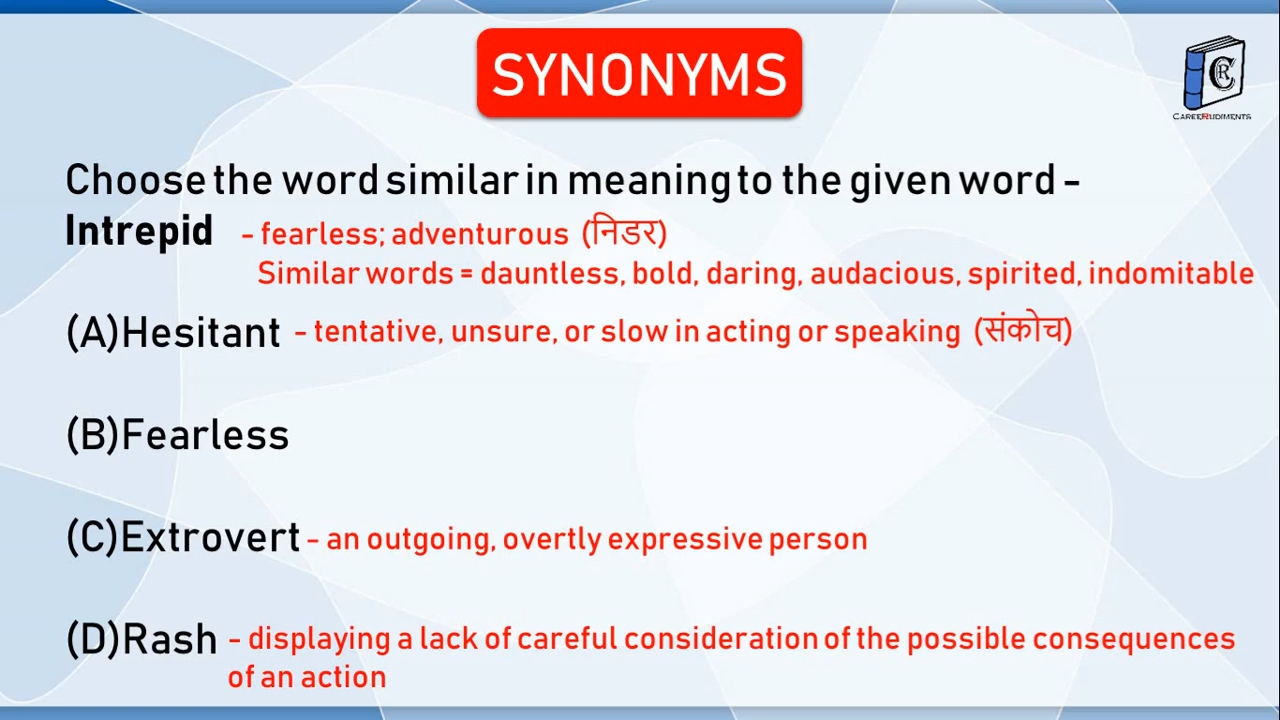 SYNONYMS
CR
CAREERUDIMENTS
Choose the word similar in meaning to the given word -
Intrepid - fearless; adventurous (निडर)
Similar words = dauntless, bold, daring, audacious, spirited, indomitable
(A)Hesitant - tentative, unsure, or slow in acting or speaking (संकोच)
(B)Fearless
(C)Extrovert - an outgoing, overtly expressive person
(D)Rash - displaying a lack of careful consideration of the possible consequences
of an action